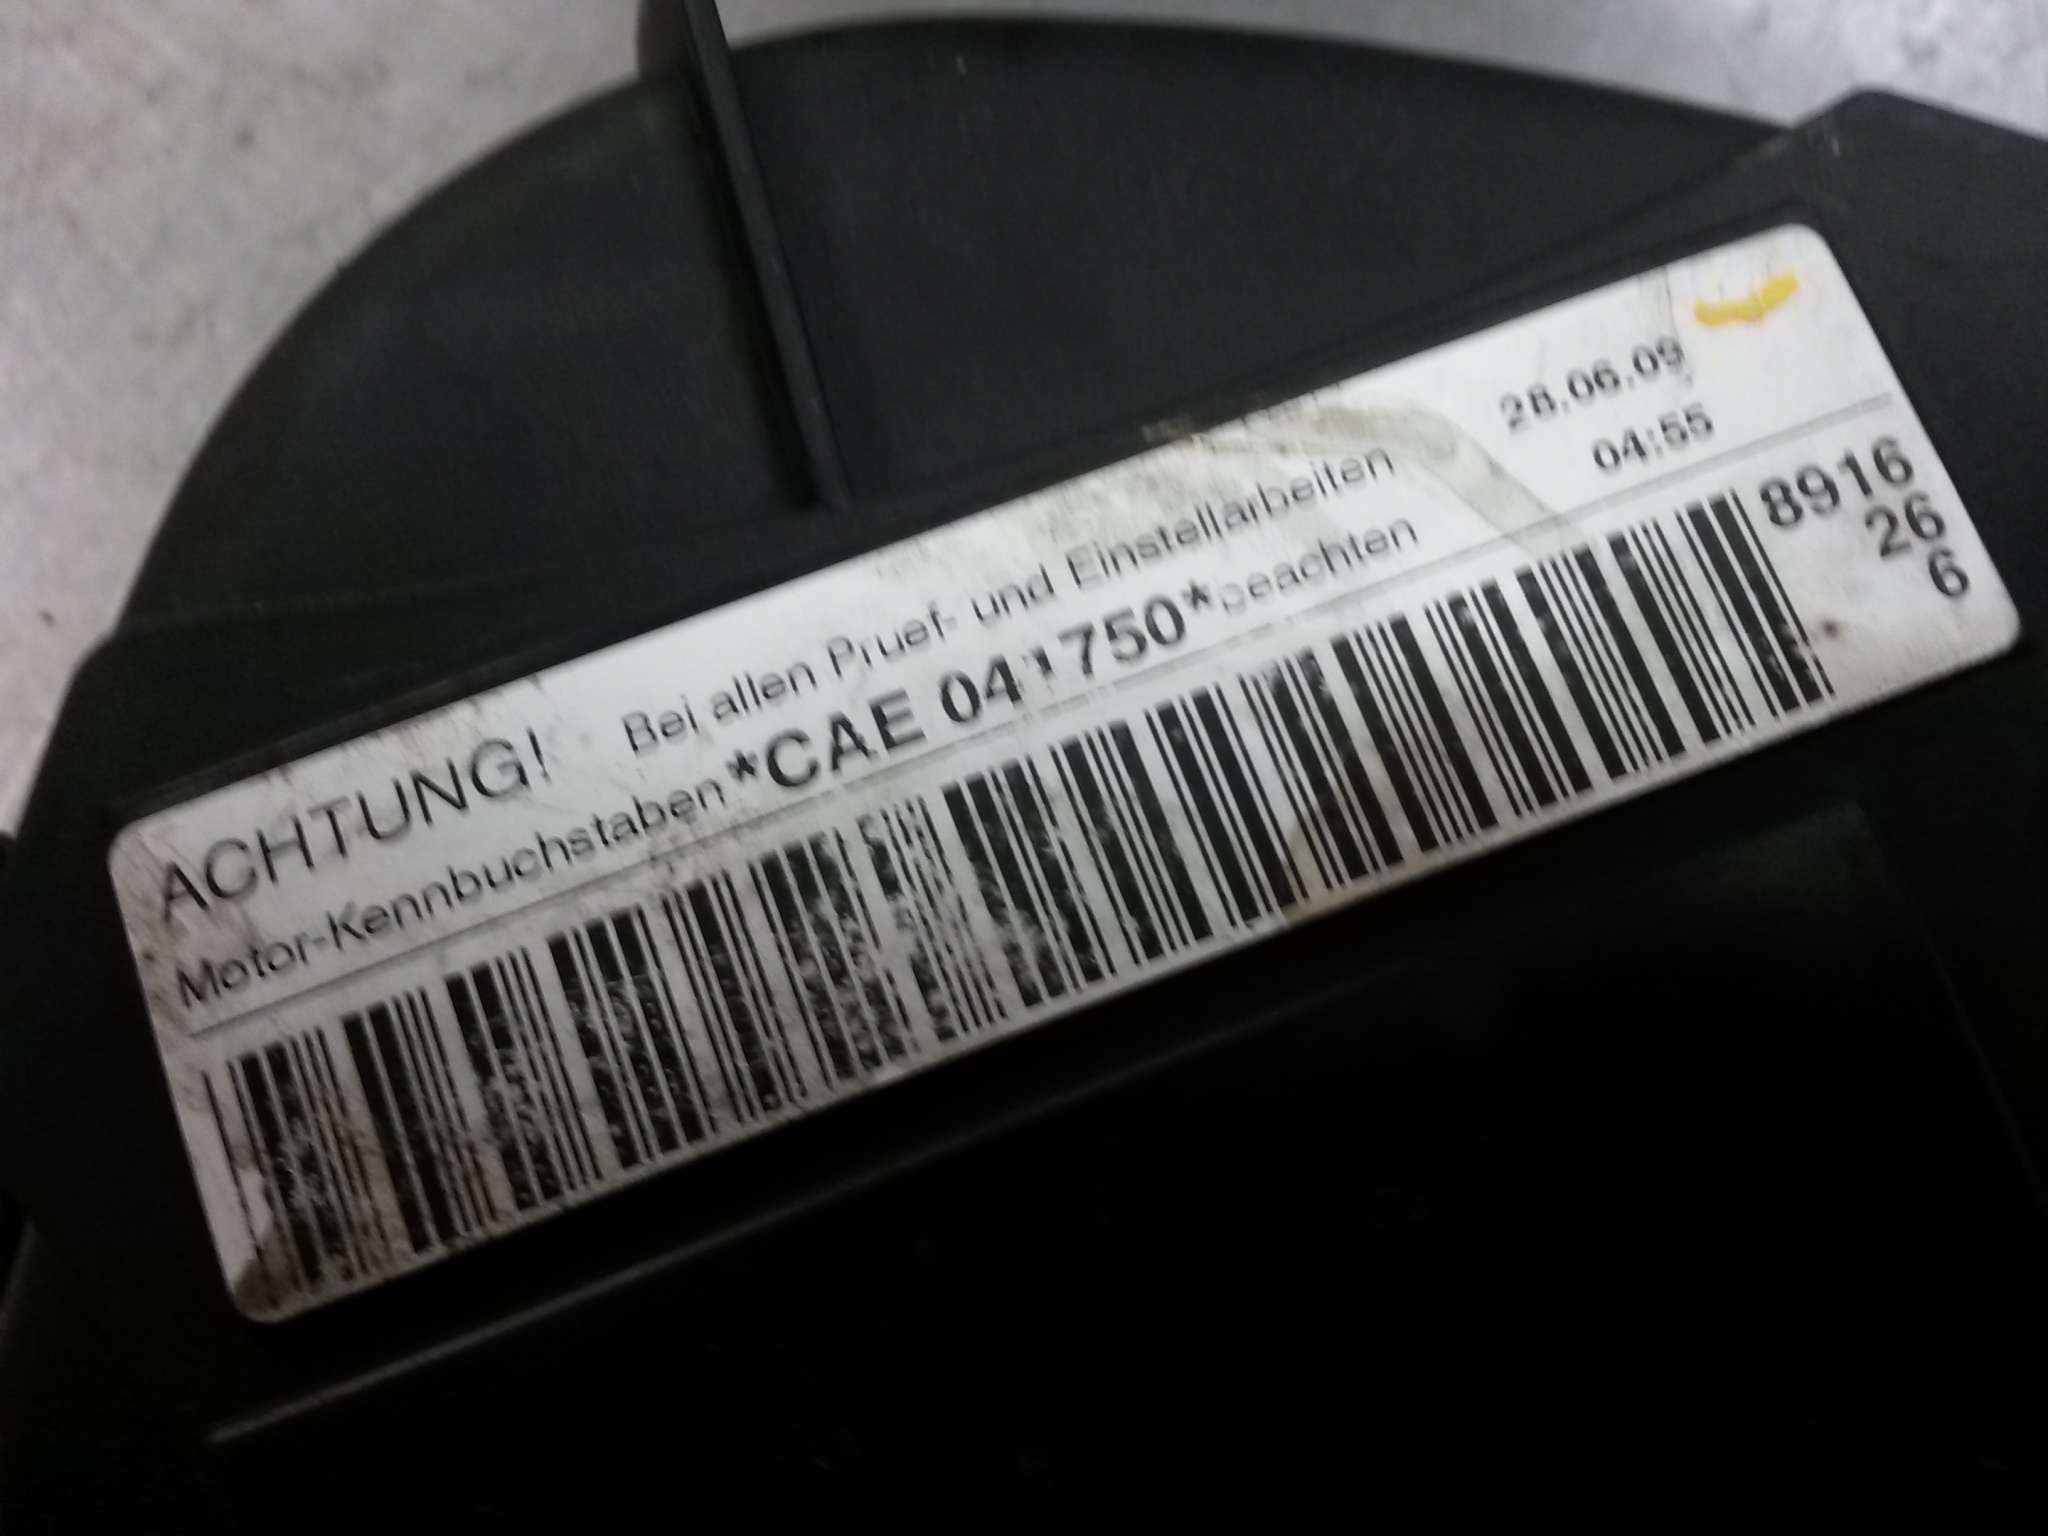 ACHTUNG! Bei allen Pruef- und Einstellarbeiten
Motor-Kennbuchstaben *CAE 041750* beachten
28.06.09
04:55
8916
26
6